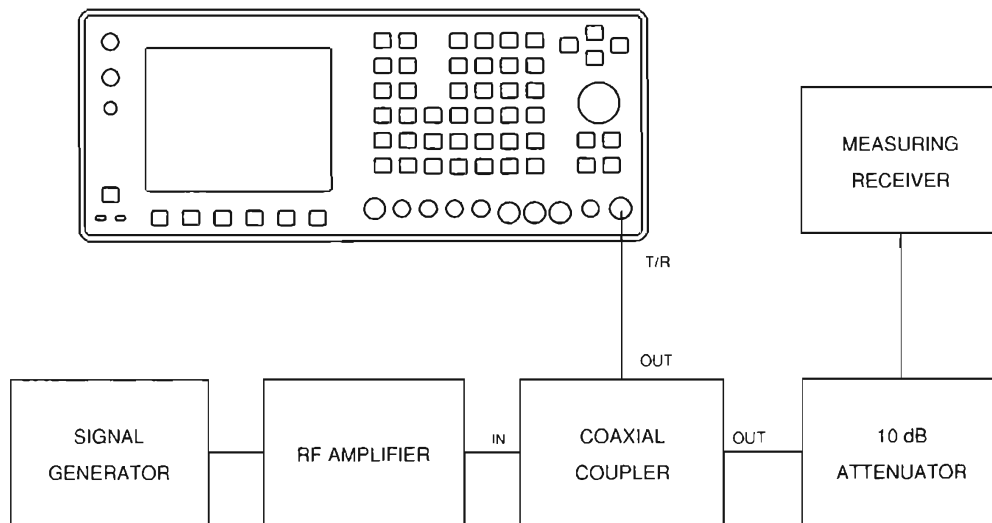 MEASURING
RECEIVER
T/R
OUT
SIGNAL
GENERATOR
RF AMPLIFIER
IN
COAXIAL
COUPLER
OUT
10 dB
ATTENUATOR